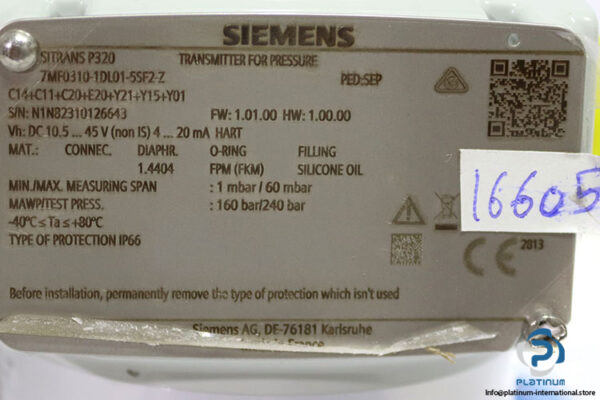 SIEMENS
SITRANS P320 TRANSMITTER FOR PRESSURE
7MF0310-1DL01-5SF2-Z PED:SEP
C14+C11+C20+E20+Y21+Y15+Y01
S/N: N1N82310126643 FW: 1.01.00 HW: 1.00.00
Vh: DC 10.5 ... 45 V (non IS) 4 ... 20 mA HART
MAT.: CONNEC. DIAPHR. O-RING FILLING
1.4404 FPM (FKM) SILICONE OIL
MIN./MAX. MEASURING SPAN : 1 mbar / 60 mbar
MAWP/TEST PRESS. : 160 bar/240 bar
-40°C ≤ Ta ≤ +80°C
TYPE OF PROTECTION IP66
16605
CE 2813
Before installation, permanently remove the type of protection which isn't used
Siemens AG, DE-76181 Karlsruhe
in France
PLATINUM
INTERNATIONAL
Info@platinum-international.store